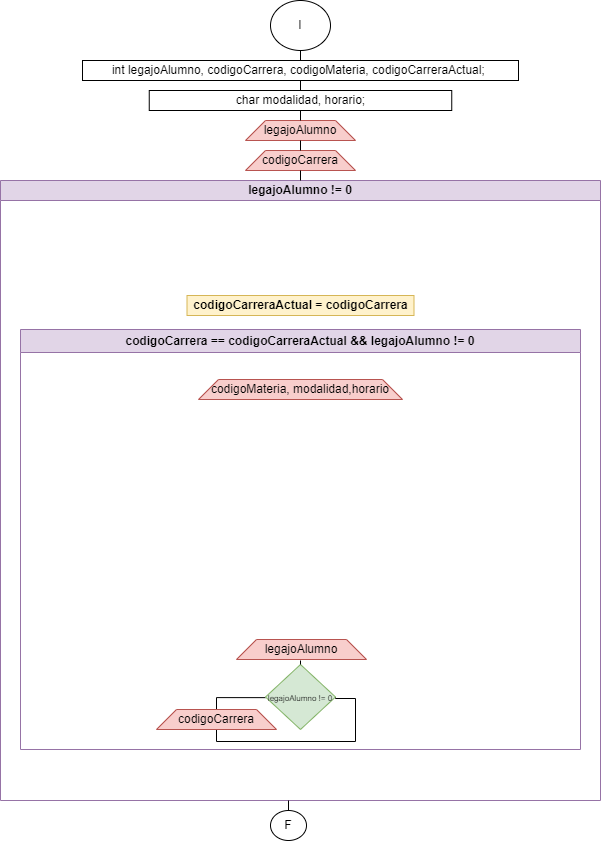 I
int legajoAlumno, codigoCarrera, codigoMateria, codigoCarreraActual;
char modalidad, horario;
legajoAlumno
codigoCarrera
legajoAlumno != 0
codigoCarreraActual = codigoCarrera
codigoCarrera == codigoCarreraActual && legajoAlumno != 0
codigoMateria, modalidad,horario
legajoAlumno
legajoAlumno != 0
codigoCarrera
F